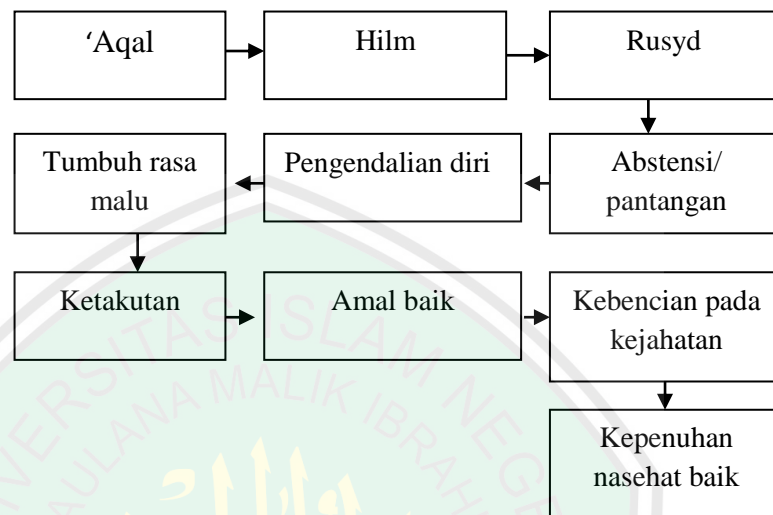 ‘Aqal
Hilm
Rusyd
Abstensi/
pantangan
Pengendalian diri
Tumbuh rasa
malu
Ketakutan
Amal baik
Kebencian pada
kejahatan
Kepenuhan
nasehat baik